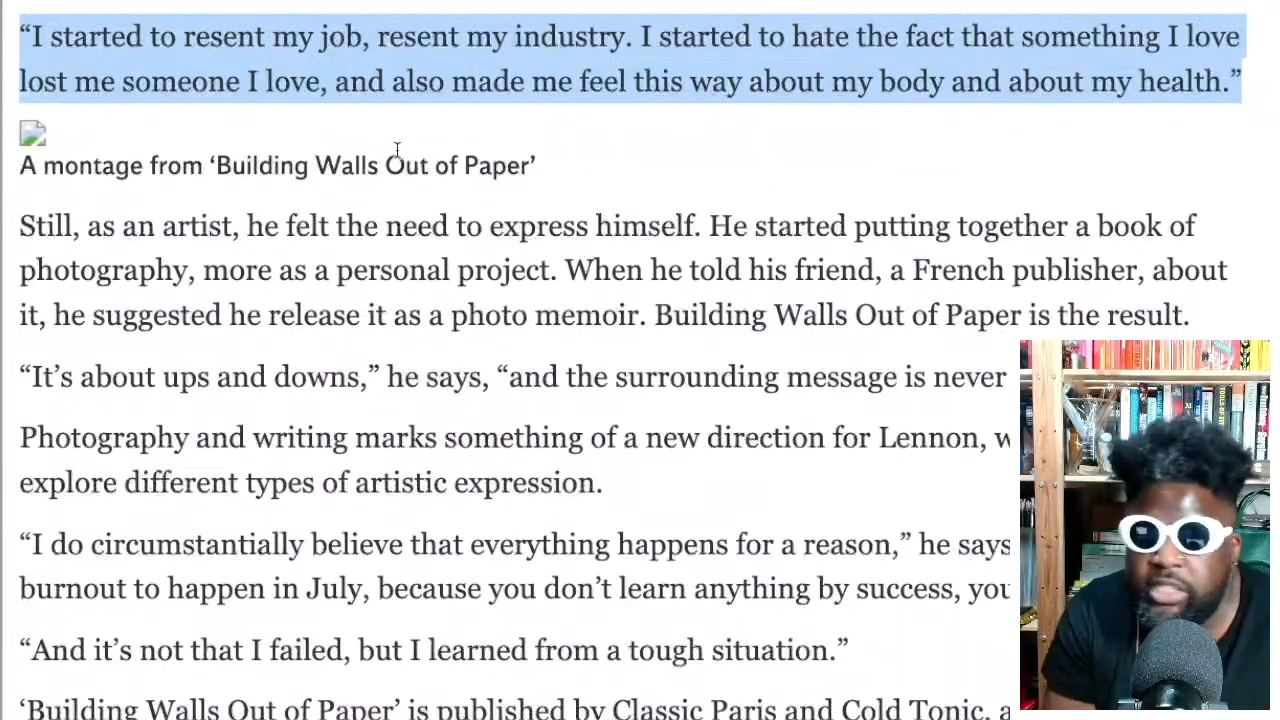 “I started to resent my job, resent my industry. I started to hate the fact that something I love
lost me someone I love, and also made me feel this way about my body and about my health.”
A montage from ‘Building Walls Out of Paper’
Still, as an artist, he felt the need to express himself. He started putting together a book of
photography, more as a personal project. When he told his friend, a French publisher, about
it, he suggested he release it as a photo memoir. Building Walls Out of Paper is the result.
“It’s about ups and downs,” he says, “and the surrounding message is never
Photography and writing marks something of a new direction for Lennon, w
explore different types of artistic expression.
“I do circumstantially believe that everything happens for a reason,” he says
burnout to happen in July, because you don’t learn anything by success, you
“And it’s not that I failed, but I learned from a tough situation.”
‘Building Walls Out of Paper’ is published by Classic Paris and Cold Tonic, a